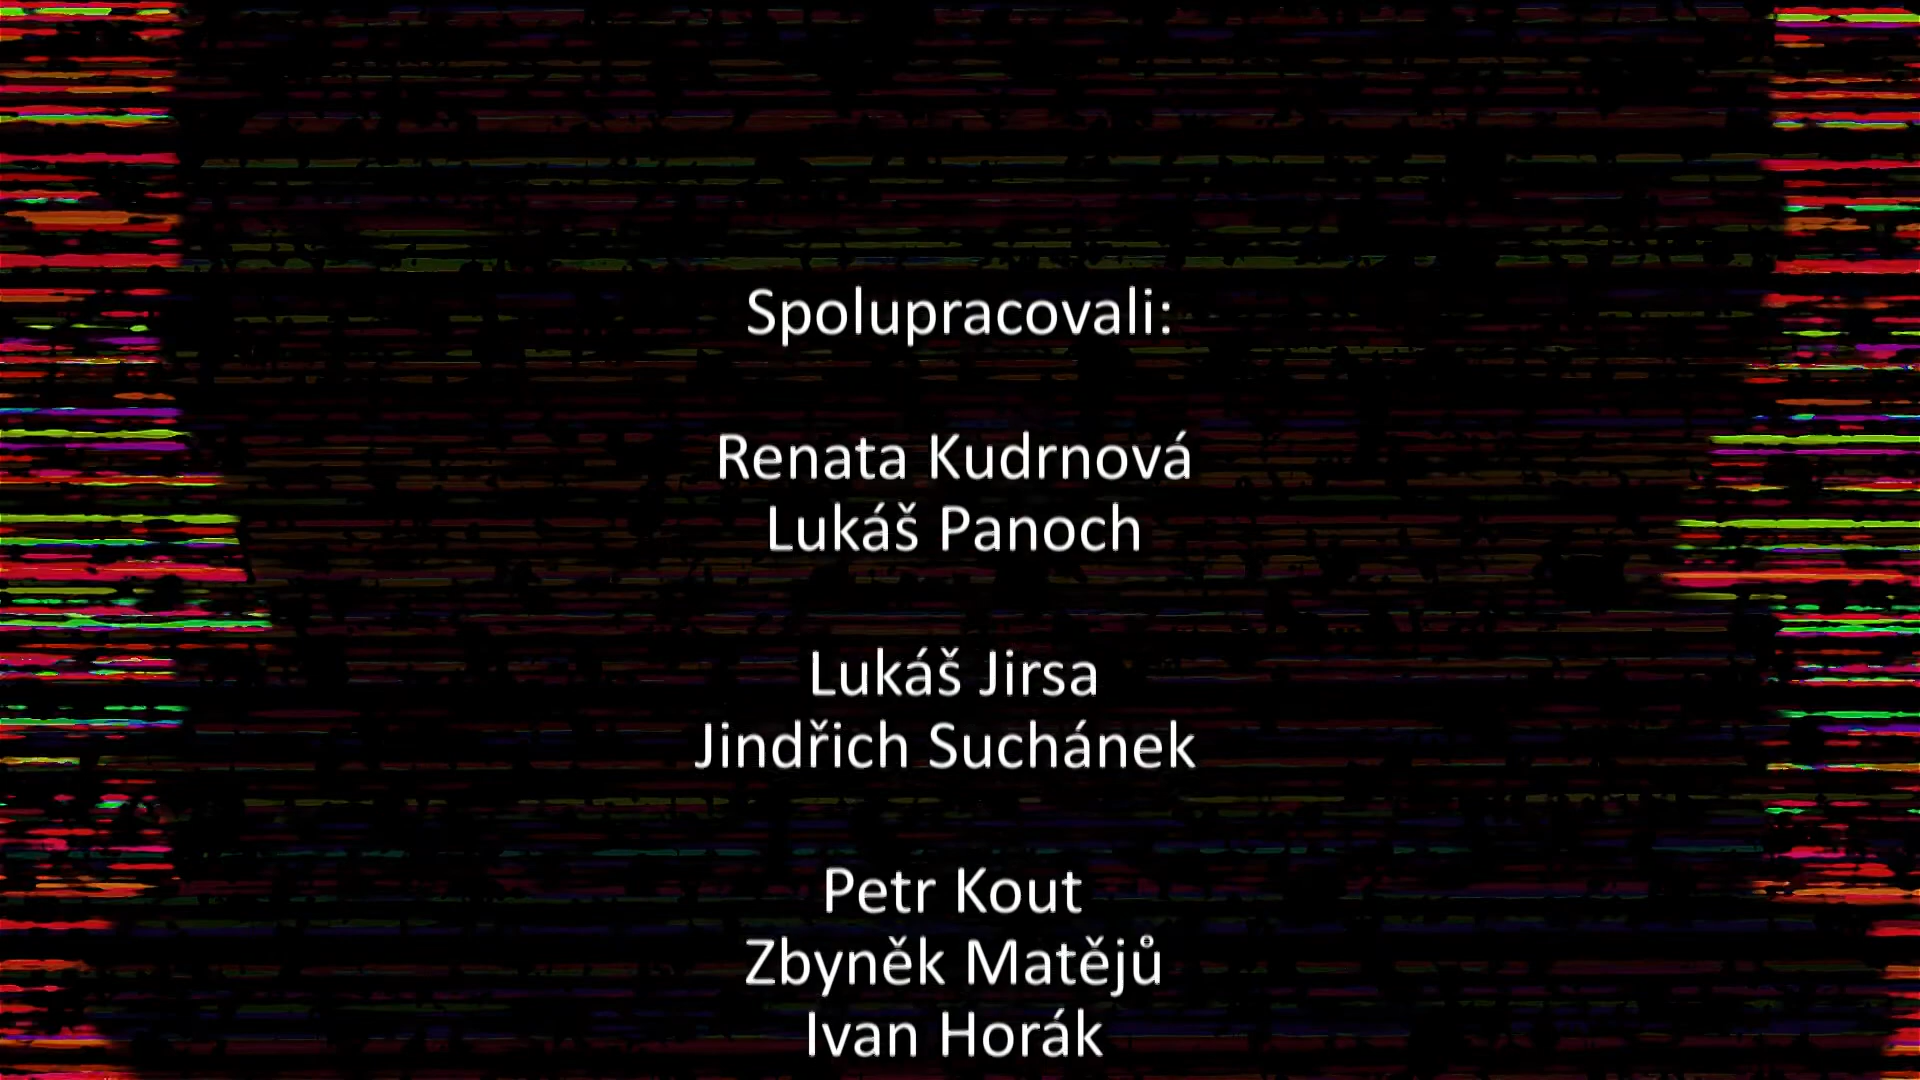 Spolupracovali:
Renata Kudrnová
Lukáš Panoch
Lukáš Jirsa
Jindřich Suchánek
Petr Kout
Zbyněk Matějů
Ivan Horák